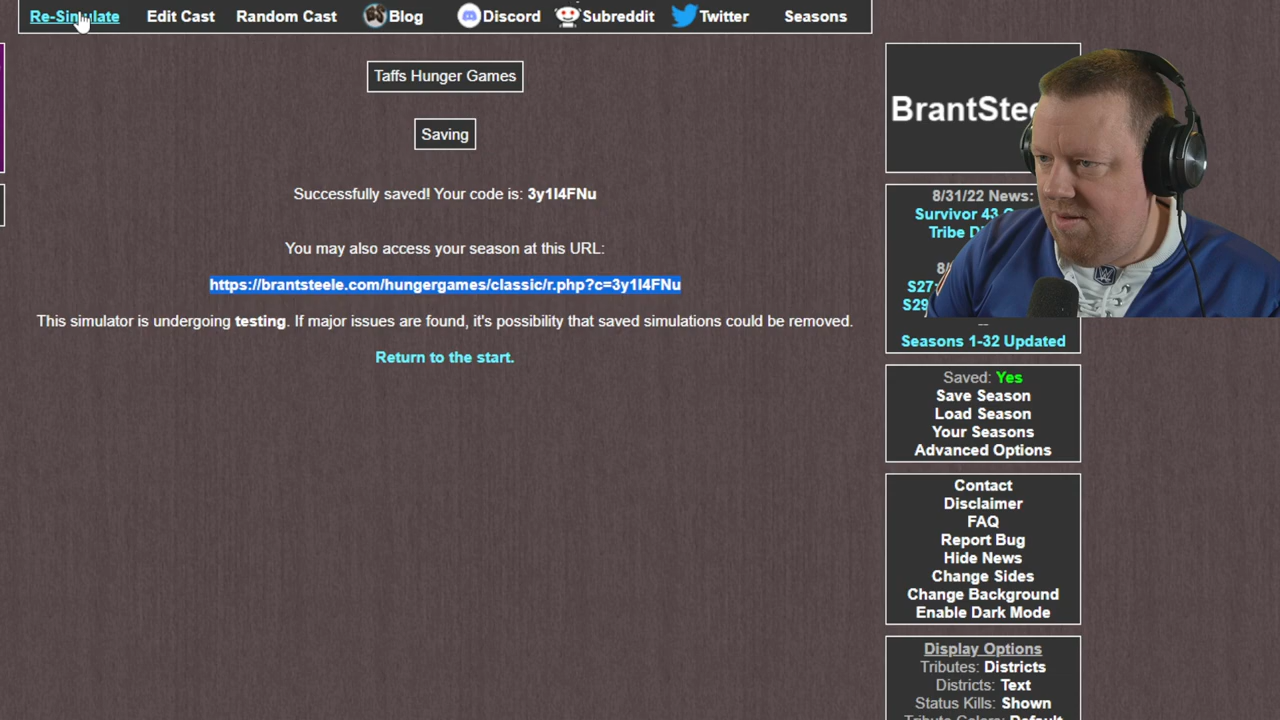 Re-Simulate Edit Cast Random Cast Blog Discord Subreddit Twitter Seasons
Taffs Hunger Games
Saving
Successfully saved! Your code is: 3y1I4FNu
You may also access your season at this URL:
https://brantsteele.com/hungergames/classic/r.php?c=3y1I4FNu
This simulator is undergoing testing. If major issues are found, it's possibility that saved simulations could be removed.
Return to the start.
8/31/22 News:
Survivor 43
Tribe
--
Seasons 1-32 Updated
Saved: Yes
Save Season
Load Season
Your Seasons
Advanced Options
Contact
Disclaimer
FAQ
Report Bug
Hide News
Change Sides
Change Background
Enable Dark Mode
Display Options
Tributes: Districts
Districts: Text
Status Kills: Shown
Tribute Colors: Default